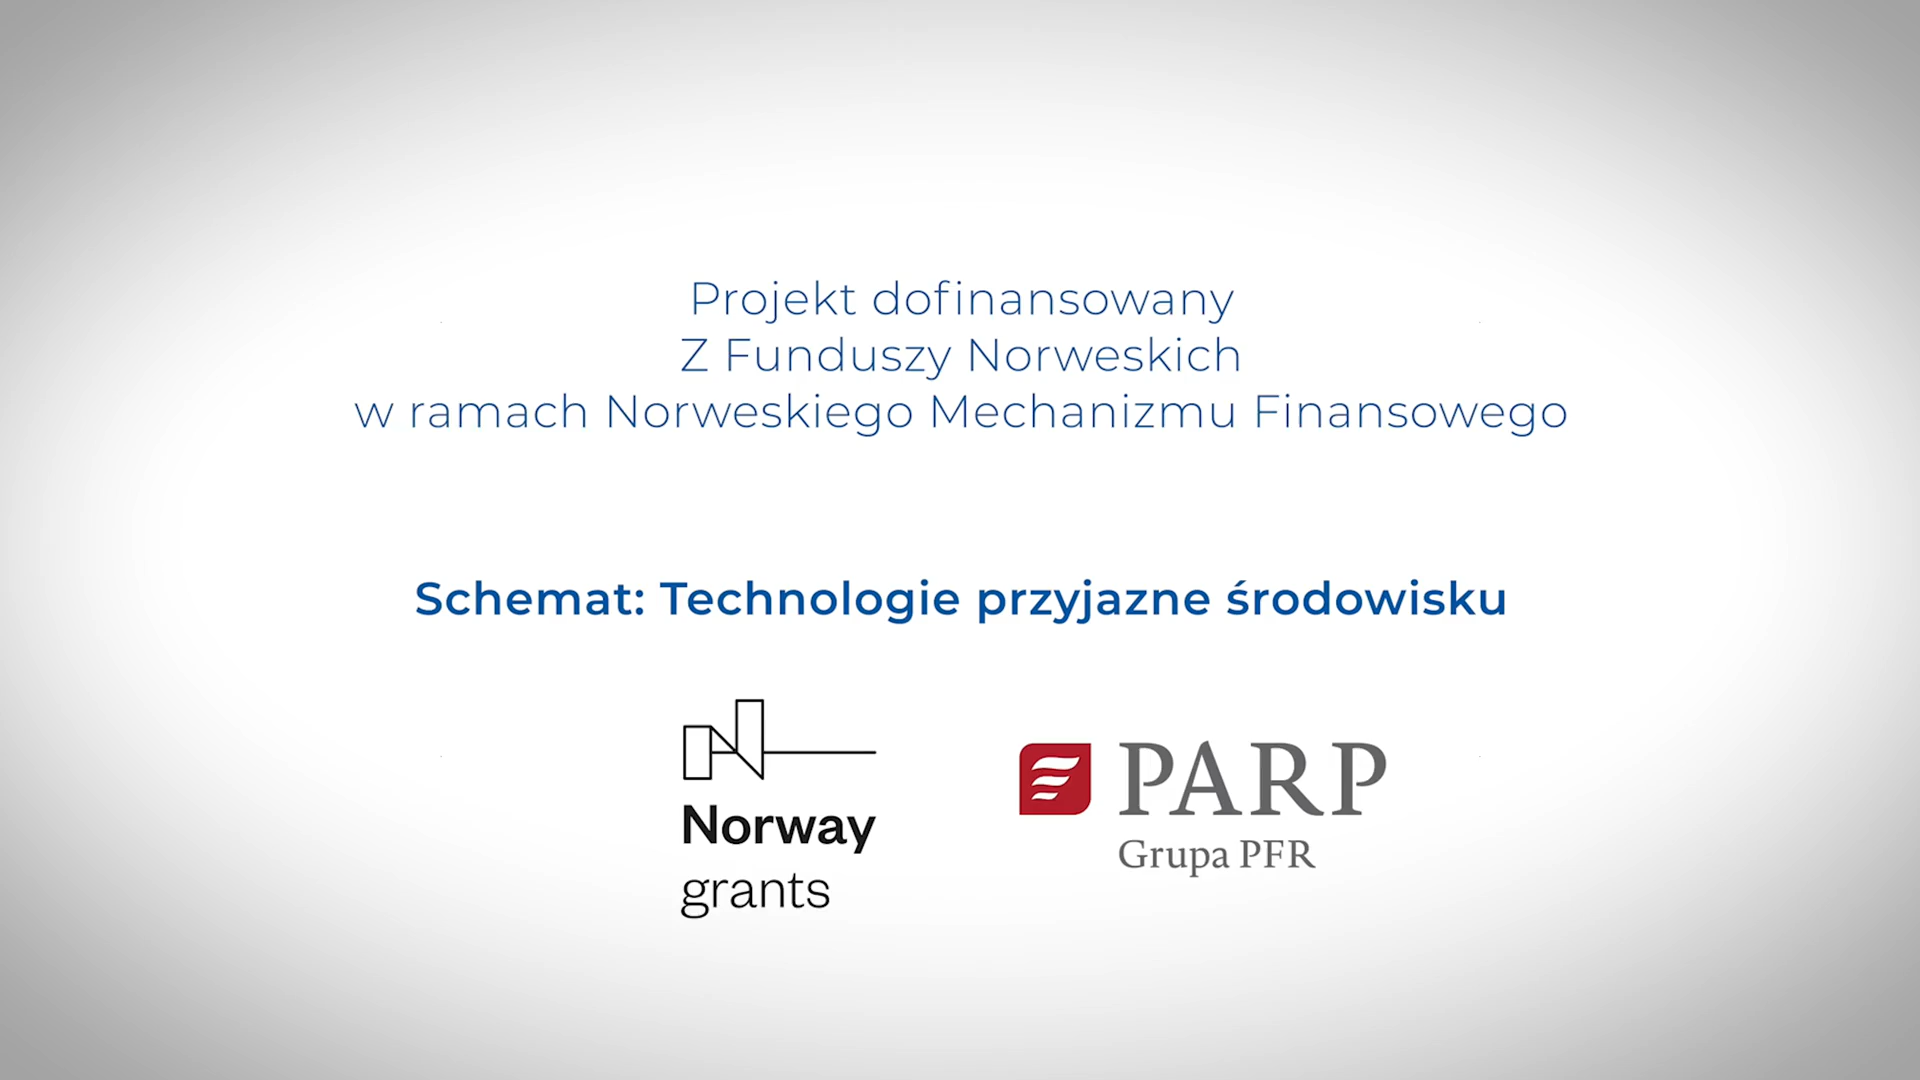 Projekt dofinansowany
Z Funduszy Norweskich
w ramach Norweskiego Mechanizmu Finansowego
Schemat: Technologie przyjazne środowisku
Norway
grants
PARP
Grupa PFR